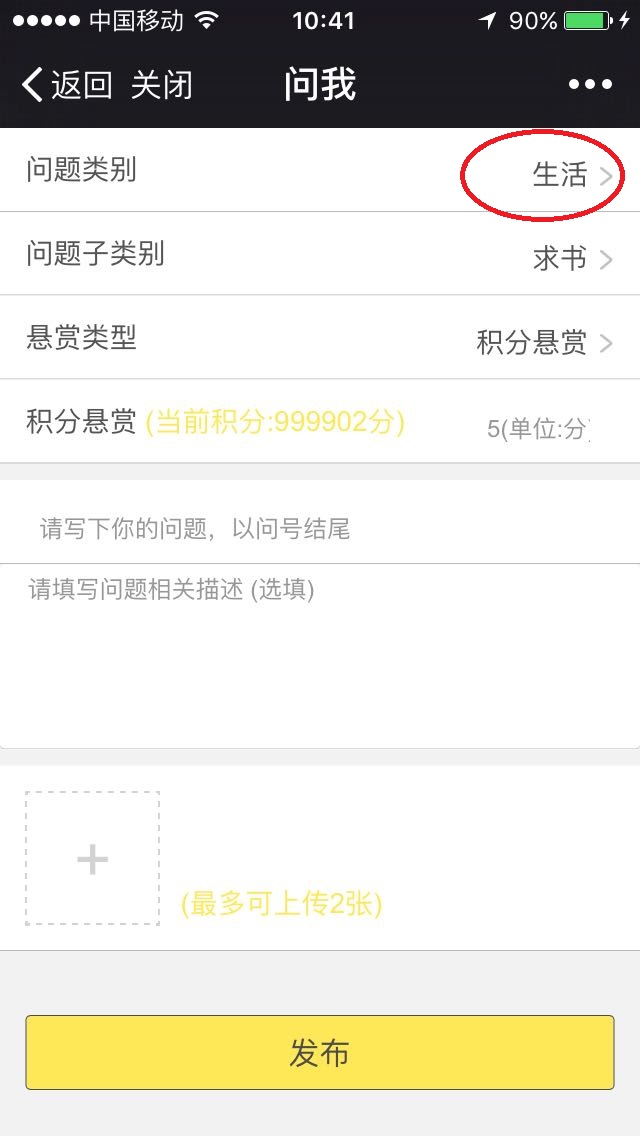 中国移动 10:41 90%
返回 关闭 问我
问题类别 生活
问题子类别 求书
悬赏类型 积分悬赏
积分悬赏 (当前积分:999902分) 5(单位:分)
请写下你的问题，以问号结尾
请填写问题相关描述 (选填)
(最多可上传2张)
发布